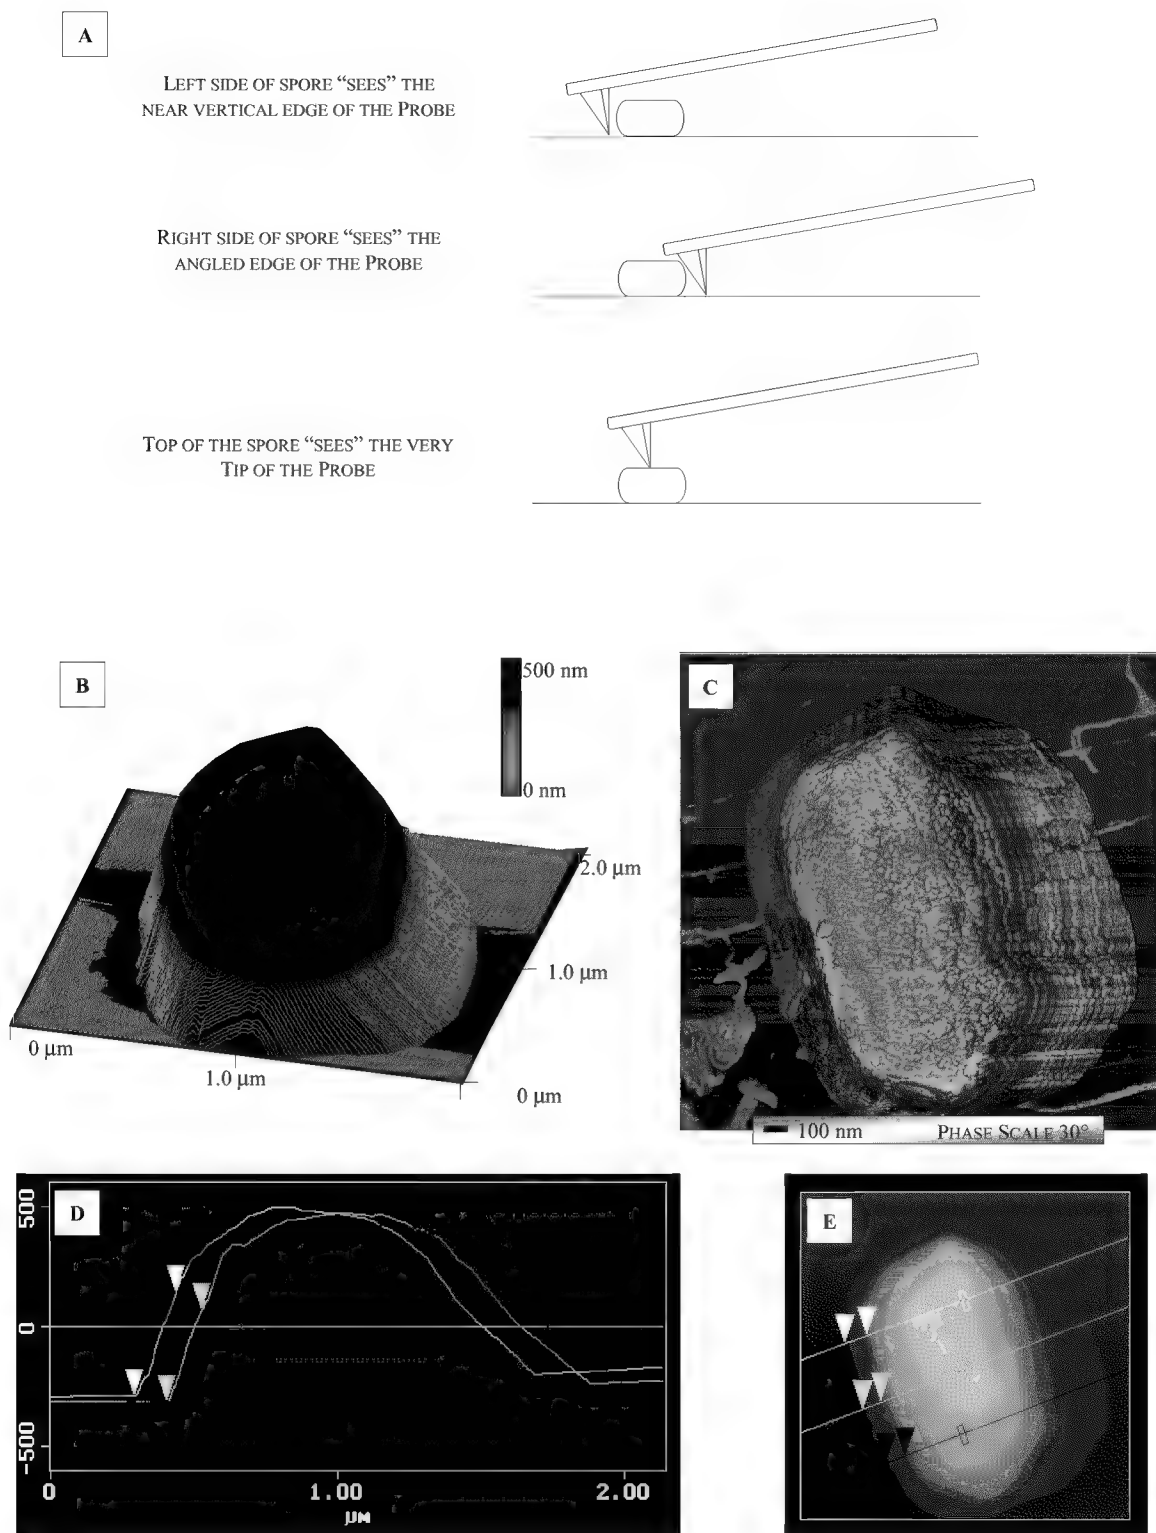 A
LEFT SIDE OF SPORE “SEES” THE
NEAR VERTICAL EDGE OF THE PROBE
RIGHT SIDE OF SPORE “SEES” THE
ANGLED EDGE OF THE PROBE
TOP OF THE SPORE “SEES” THE VERY
TIP OF THE PROBE
B
500 nm
0 nm
2.0 µm
1.0 µm
0 µm
1.0 µm
0 µm
C
100 nm PHASE SCALE 30°
D
500
0
-500
0 1.00 2.00
µM
E